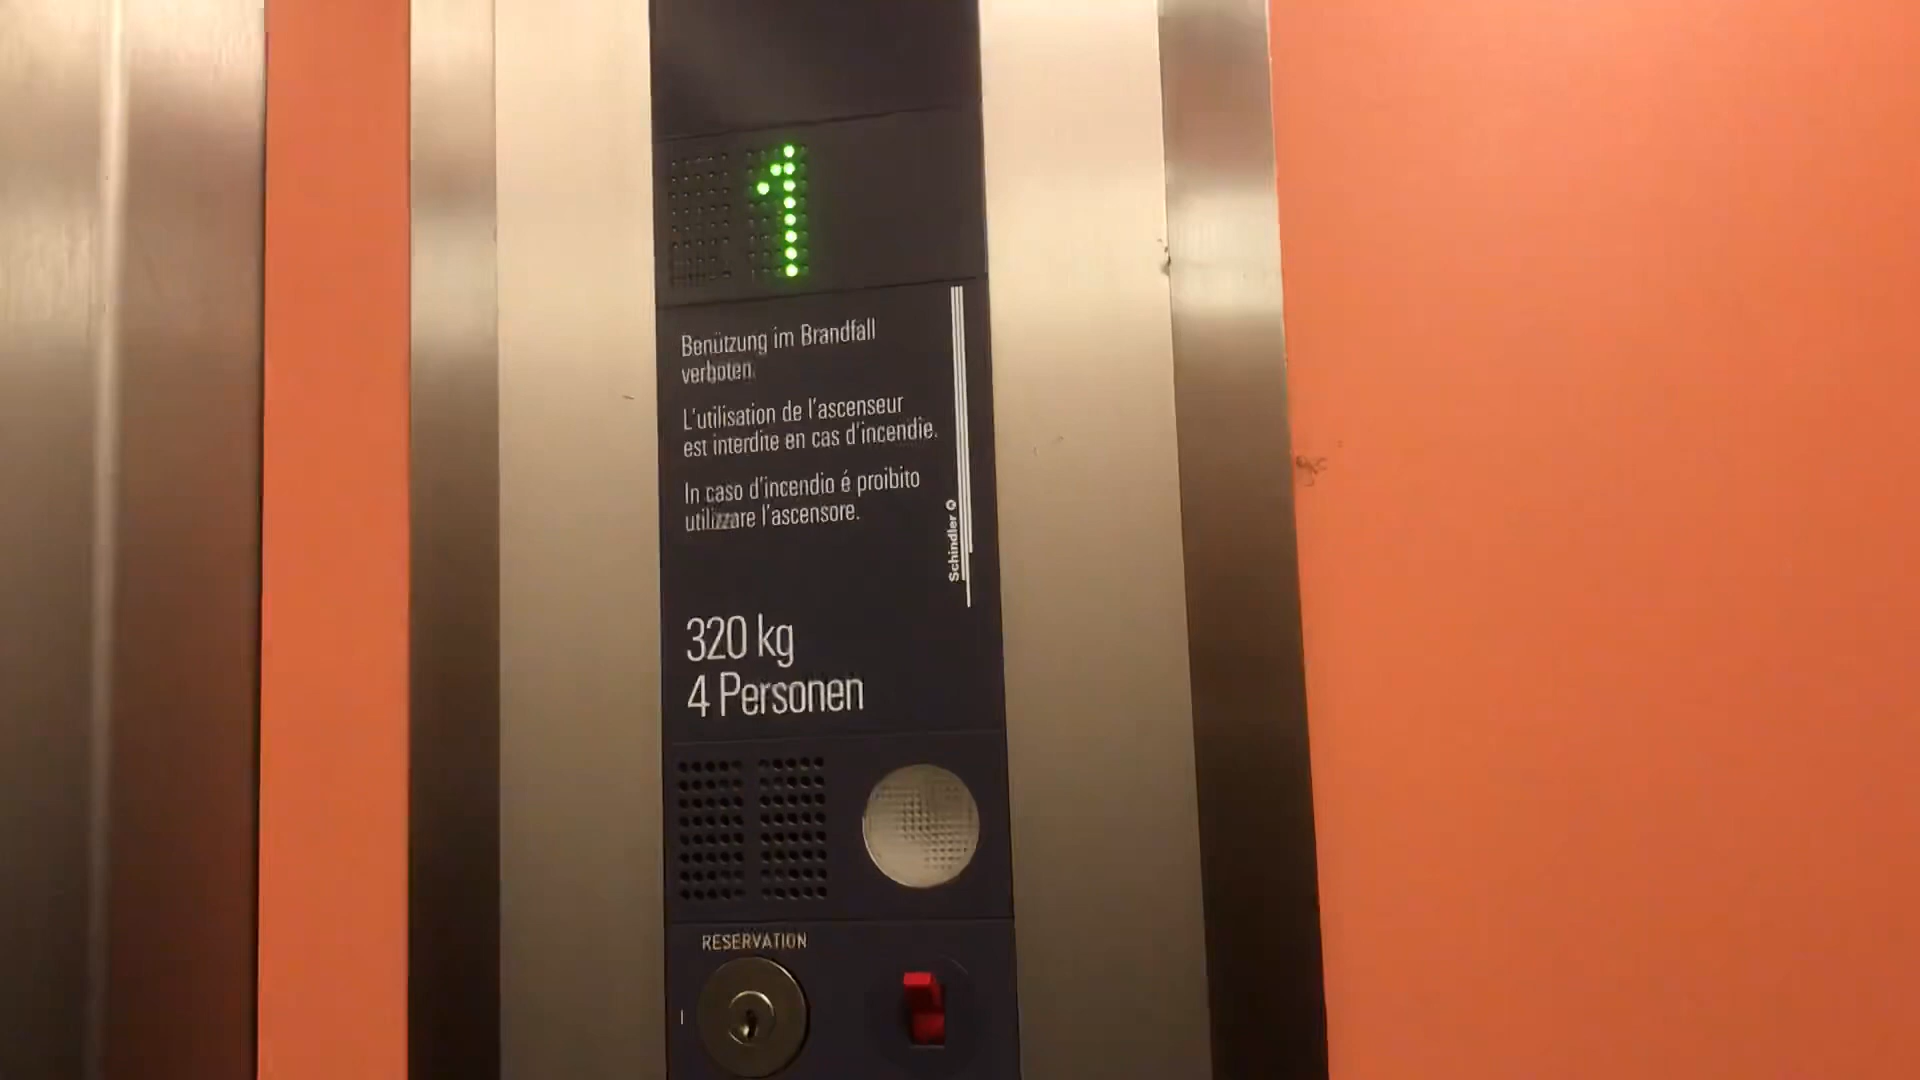 1
Benützung im Brandfall
verboten.
L'utilisation de l'ascenseur
est interdite en cas d'incendie.
In caso d'incendio é proibito
utilizzare l'ascensore.
Schindler
320 kg
4 Personen
RESERVATION